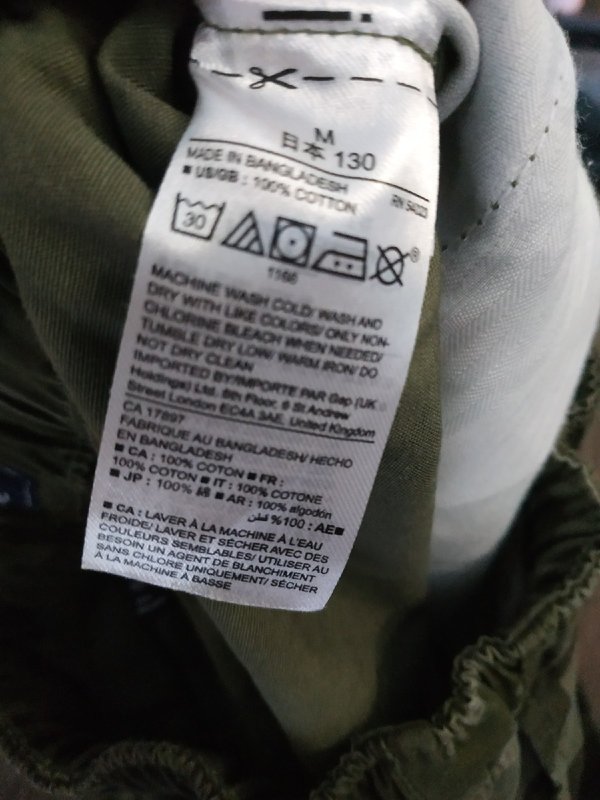 M
日本 130
MADE IN BANGLADESH
■ US/GB : 100% COTTON
RN 54023
30
1166
MACHINE WASH COLD/ WASH AND
DRY WITH LIKE COLORS/ ONLY NON-
CHLORINE BLEACH WHEN NEEDED/
TUMBLE DRY LOW/ WARM IRON/ DO
NOT DRY CLEAN
IMPORTED BY/IMPORTE PAR Gap (UK
Holdings) Ltd. 6th Floor, 6 St Andrew
Street London EC4A 3AE, United Kingdom
CA 17897
FABRIQUE AU BANGLADESH/ HECHO
EN BANGLADESH
■ CA : 100% COTON ■ FR :
100% COTON ■ IT : 100% COTONE
■ JP : 100% 綿 ■ AR : 100% algodón
■AE : 100% قطن
■ CA : LAVER À LA MACHINE À L'EAU
FROIDE/ LAVER ET SÉCHER AVEC DES
COULEURS SEMBLABLES/ UTILISER AU
BESOIN UN AGENT DE BLANCHIMENT
SANS CHLORE UNIQUEMENT/ SÉCHER
À LA MACHINE À BASSE